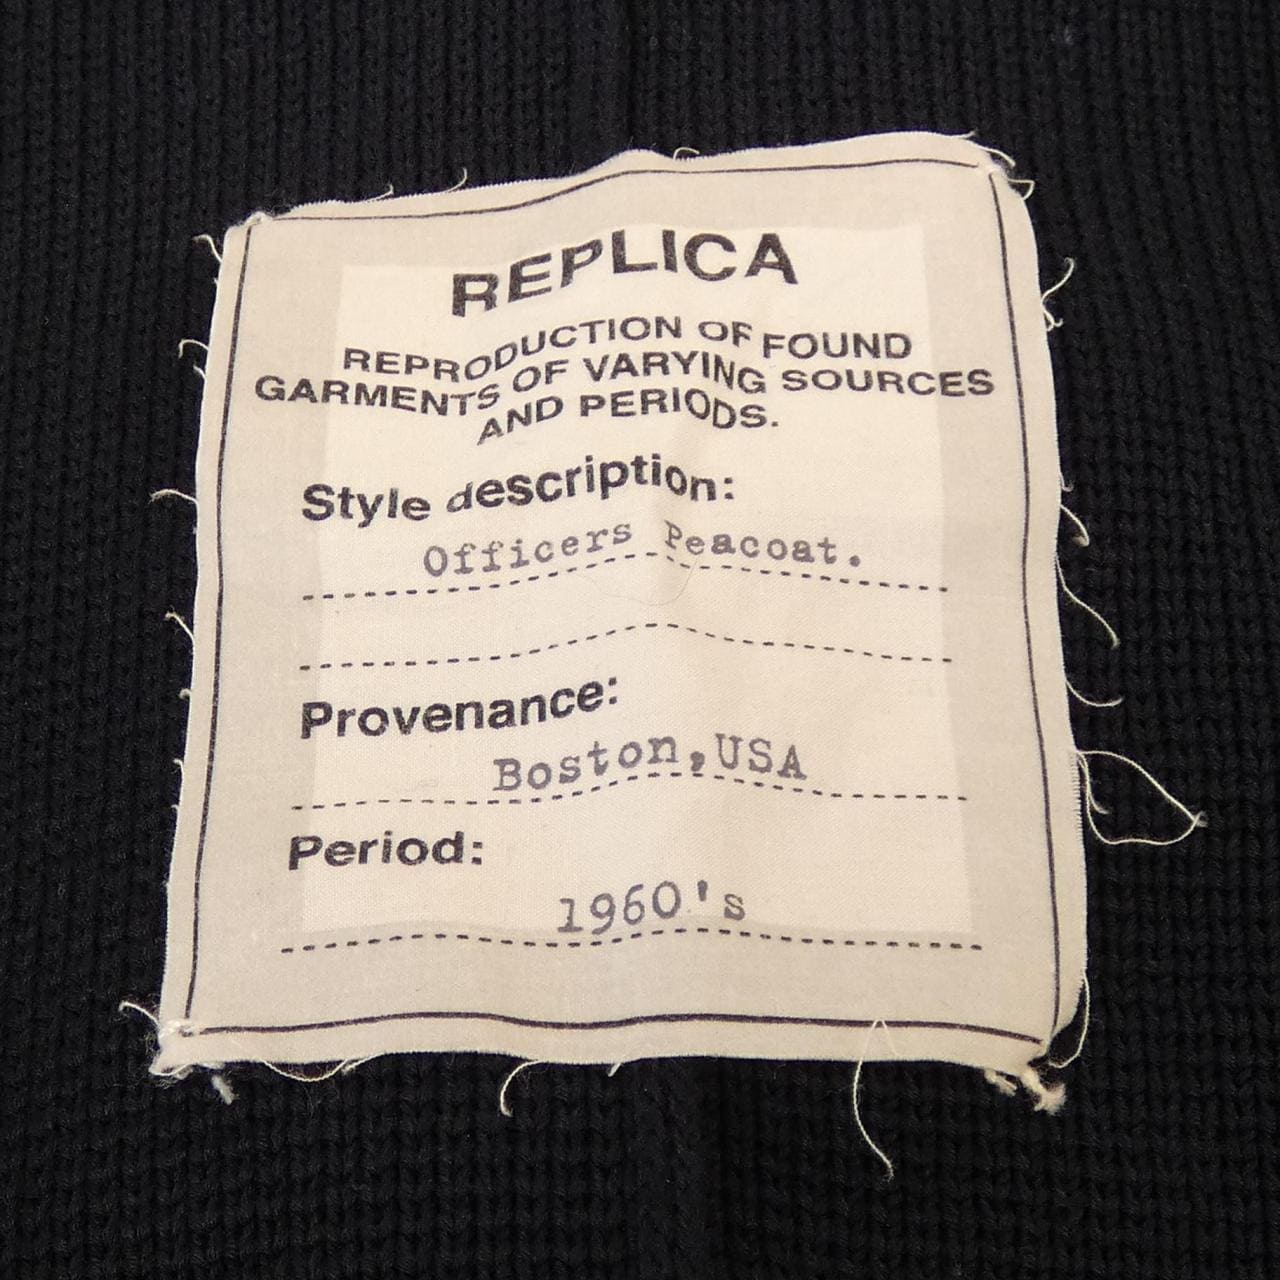 REPLICA
REPRODUCTION OF FOUND
GARMENTS OF VARYING SOURCES
AND PERIODS.
Style description:
Officers Peacoat.
Provenance:
Boston,USA
Period:
1960's